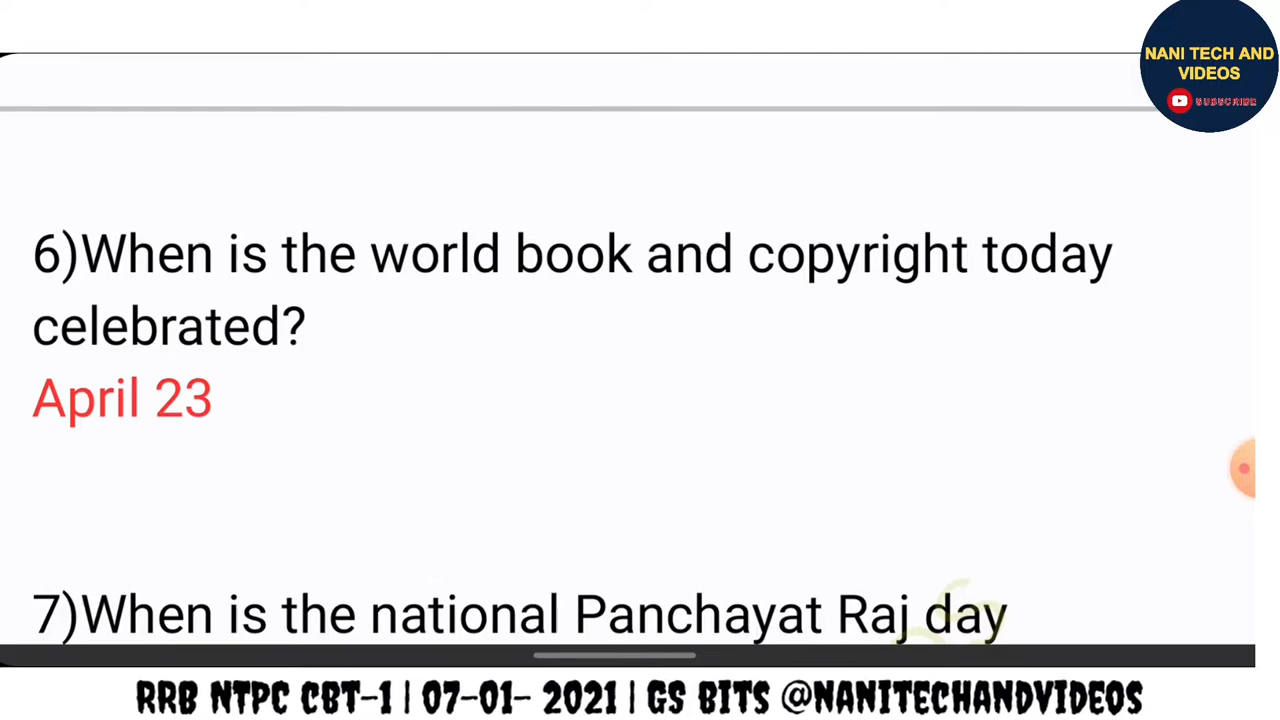 NANI TECH AND
VIDEOS
SUBSCRIBE
6)When is the world book and copyright today
celebrated?
April 23
7)When is the national Panchayat Raj day
RRB NTPC CBT-1 | 07-01- 2021 | GS BITS @NANITECHANDVIDEOS